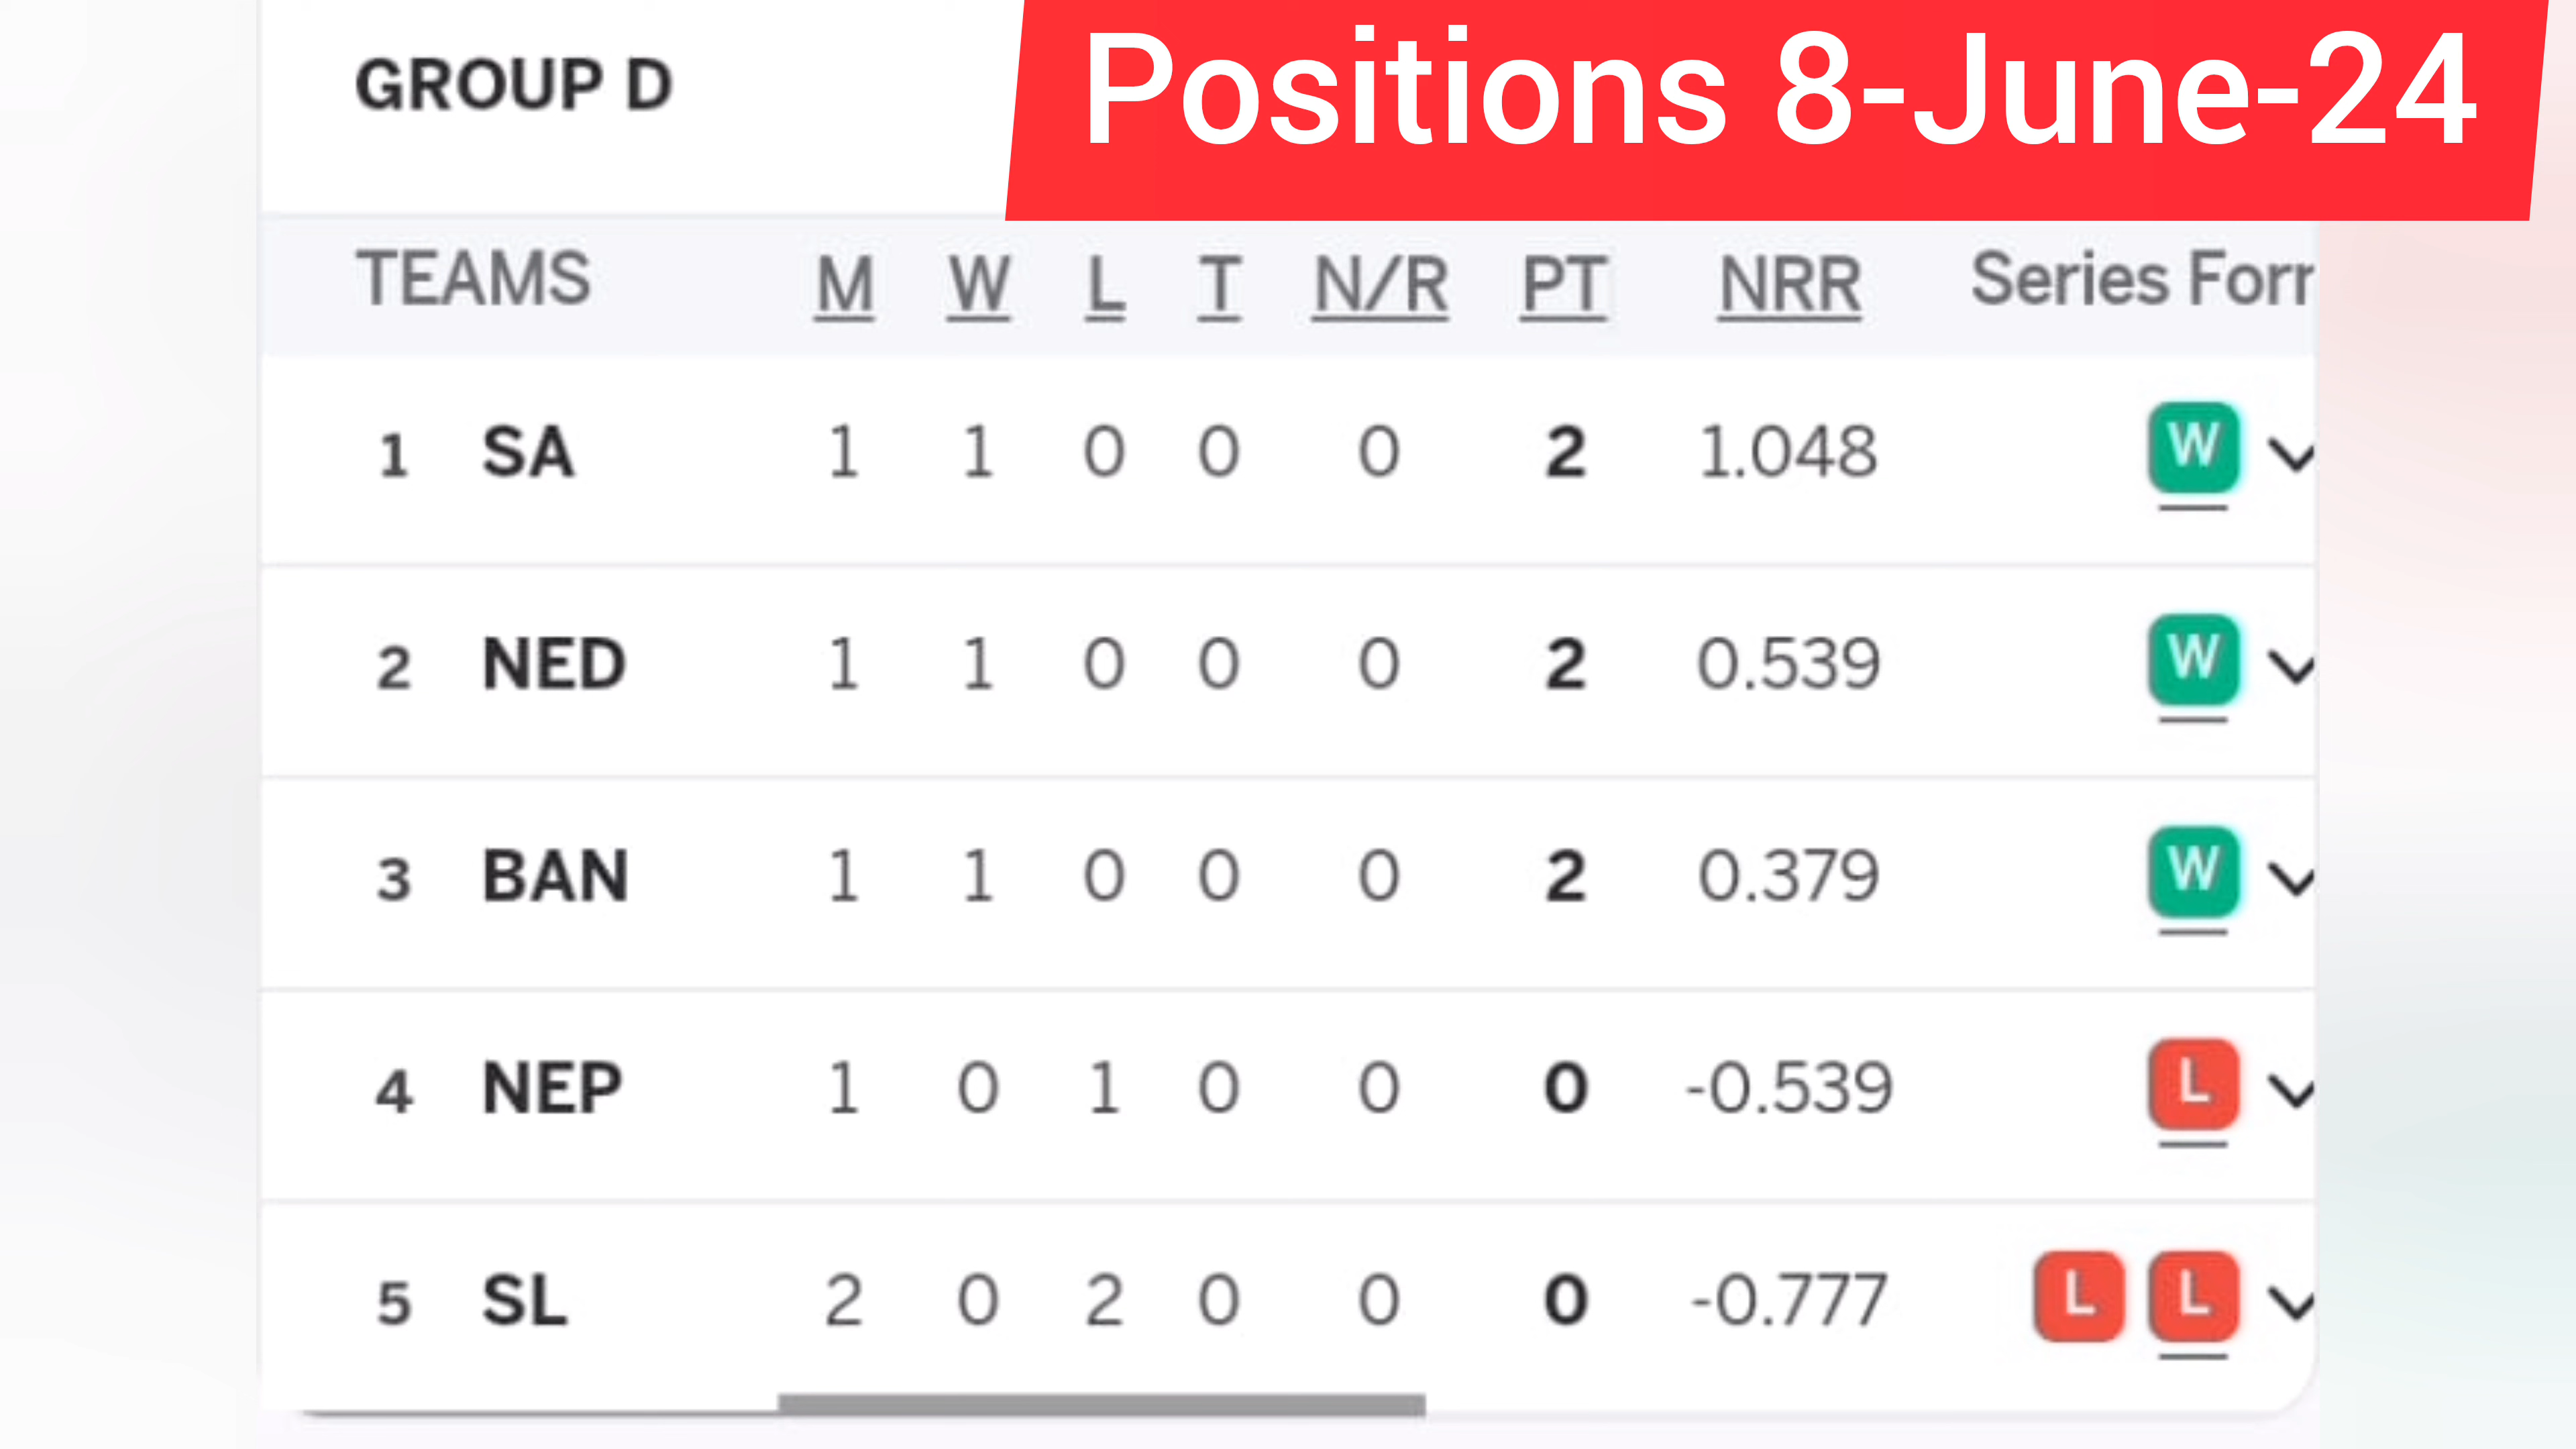 GROUP D
Positions 8-June-24
TEAMS M W L T N/R PT NRR Series Forr
1 SA 1 1 0 0 0 2 1.048 W
2 NED 1 1 0 0 0 2 0.539 W
3 BAN 1 1 0 0 0 2 0.379 W
4 NEP 1 0 1 0 0 0 -0.539 L
5 SL 2 0 2 0 0 0 -0.777 L L